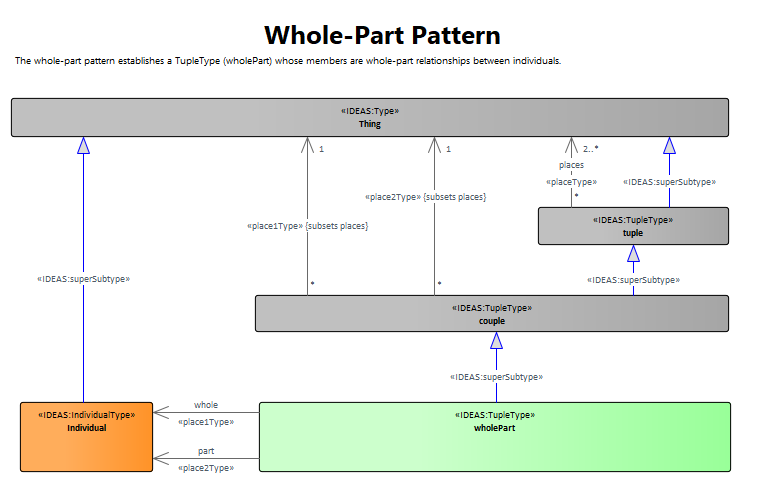 Whole-Part Pattern
The whole-part pattern establishes a TupleType (wholePart) whose members are whole-part relationships between individuals.
«IDEAS:Type»
Thing
1
1
2..*
places
«placeType»
«IDEAS:superSubtype»
*
«place2Type» {subsets places}
«place1Type» {subsets places}
«IDEAS:TupleType»
tuple
«IDEAS:superSubtype»
«IDEAS:superSubtype»
*
*
«IDEAS:TupleType»
couple
«IDEAS:superSubtype»
«IDEAS:IndividualType»
Individual
whole
«place1Type»
part
«place2Type»
«IDEAS:TupleType»
wholePart